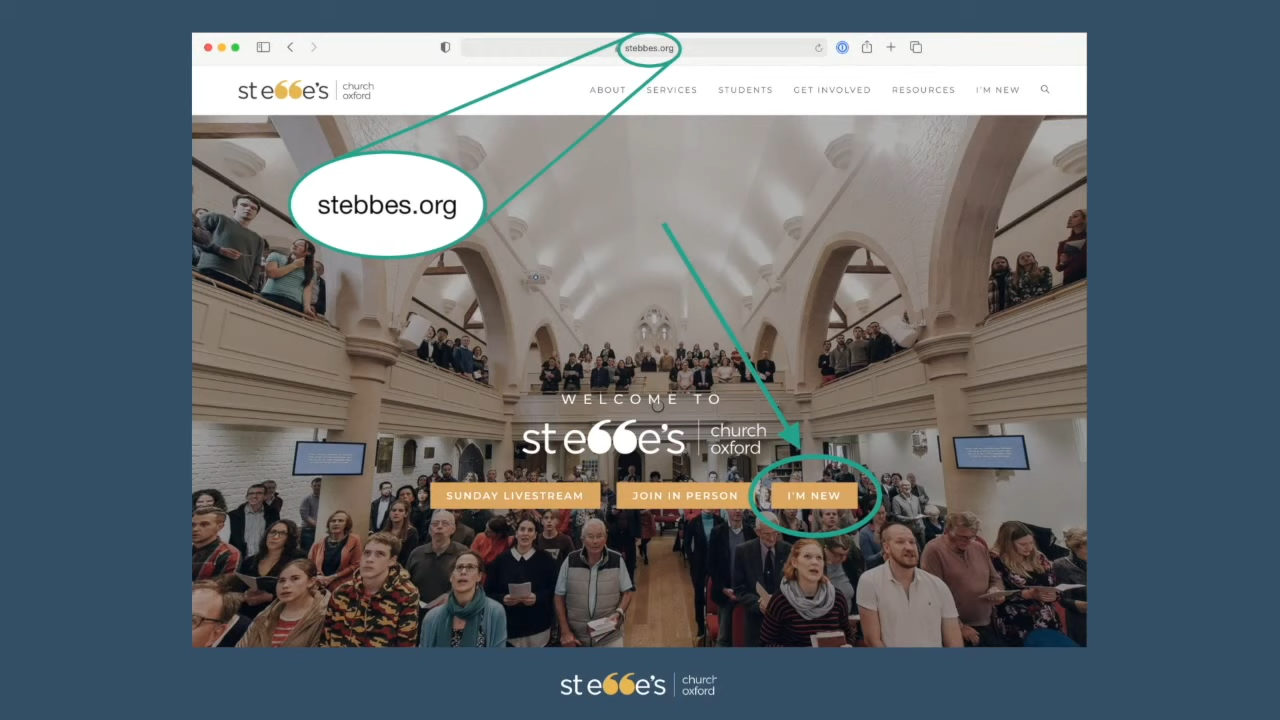 stebbes.org
st ebbe's church oxford
ABOUT SERVICES STUDENTS GET INVOLVED RESOURCES I'M NEW
stebbes.org
WELCOME TO
st ebbe's church oxford
SUNDAY LIVESTREAM JOIN IN PERSON I'M NEW
st ebbe's church oxford